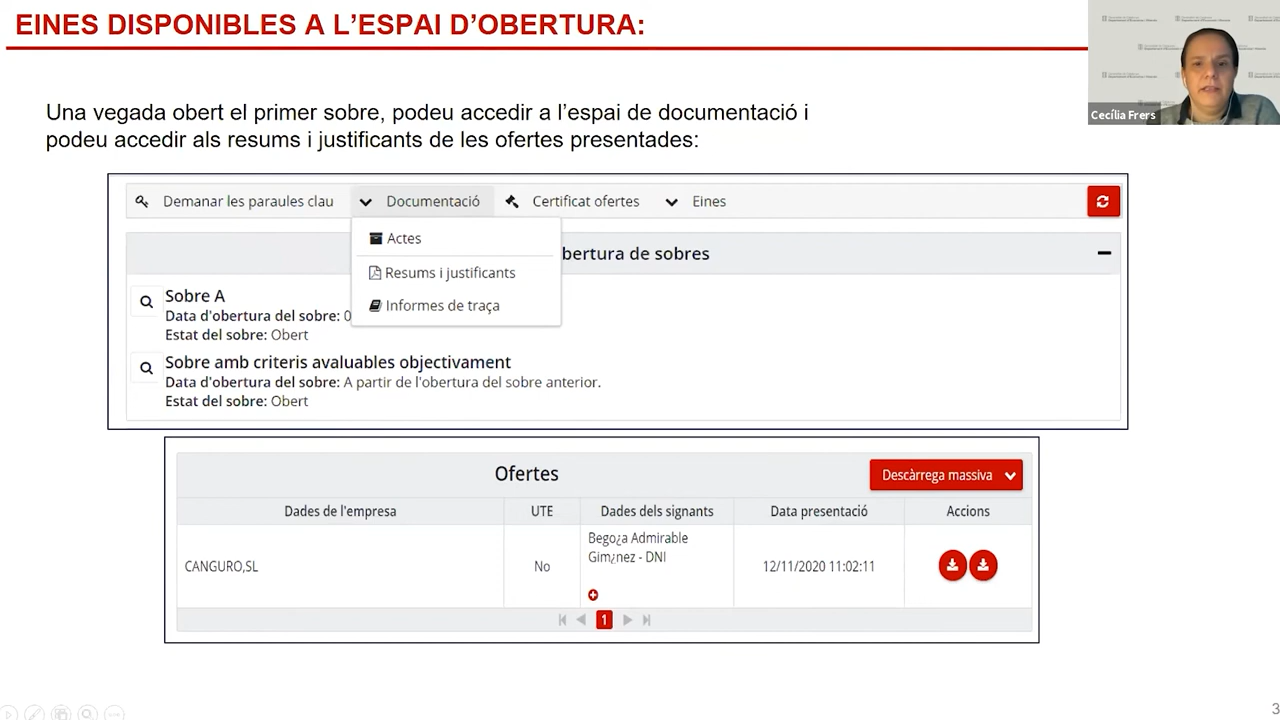 EINES DISPONIBLES A L'ESPAI D'OBERTURA:
Cecília Frers
Una vegada obert el primer sobre, podeu accedir a l'espai de documentació i
podeu accedir als resums i justificants de les ofertes presentades:
Demanar les paraules clau Documentació Certificat ofertes Eines
Actes
bertura de sobres
Resums i justificants
Informes de traça
Sobre A
Data d'obertura del sobre: 0
Estat del sobre: Obert
Sobre amb criteris avaluables objectivament
Data d'obertura del sobre: A partir de l'obertura del sobre anterior.
Estat del sobre: Obert
Ofertes
Descàrrega massiva
Dades de l'empresa UTE Dades dels signants Data presentació Accions
Bego¿a Admirable
Gim¿nez - DNI
CANGURO,SL No 12/11/2020 11:02:11
1
3